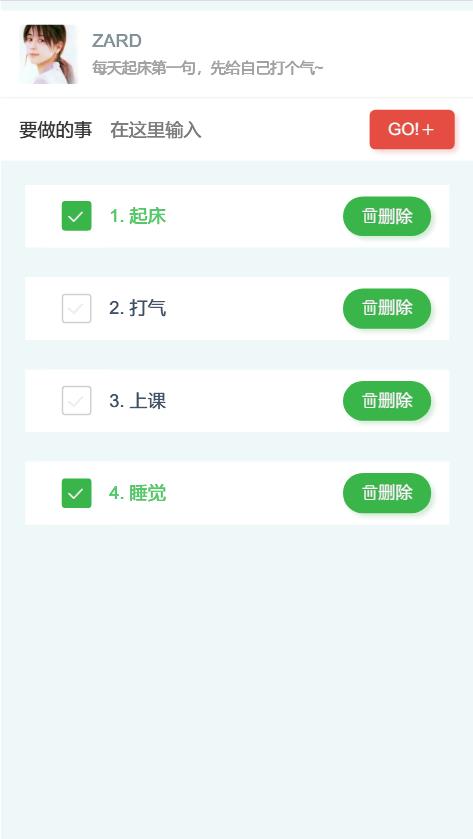 ZARD
每天起床第一句，先给自己打个气~
要做的事 在这里输入 GO!＋
1. 起床 删除
2. 打气 删除
3. 上课 删除
4. 睡觉 删除